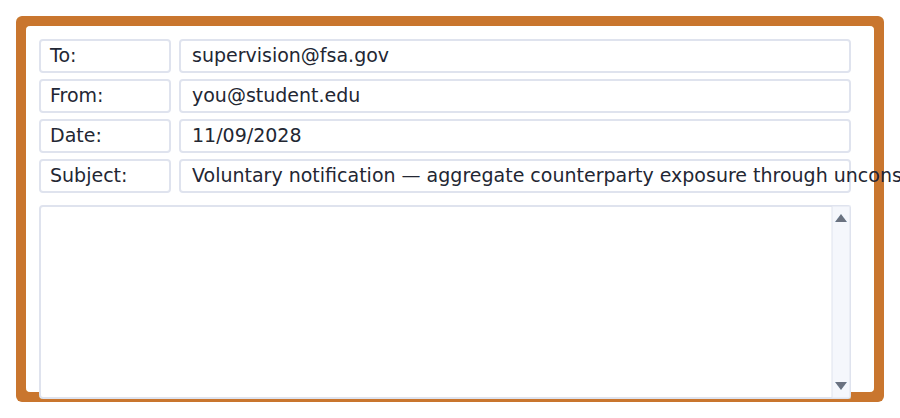 To: supervision@fsa.gov
From: you@student.edu
Date: 11/09/2028
Subject: Voluntary notification — aggregate counterparty exposure through